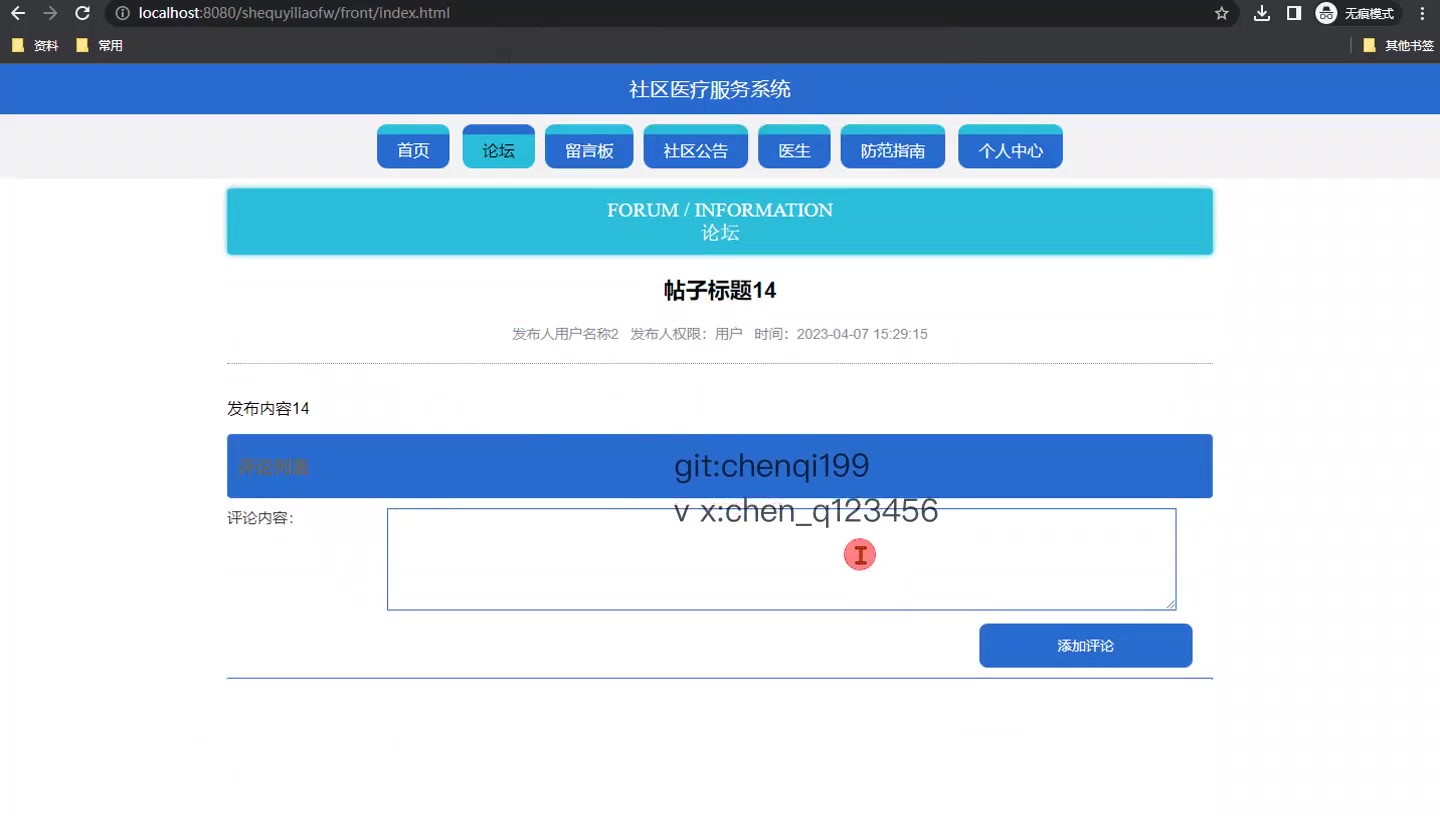 localhost:8080/shequyiliaofw/front/index.html
无痕模式
资料 常用 其他书签
社区医疗服务系统
首页 论坛 留言板 社区公告 医生 防范指南 个人中心
FORUM / INFORMATION
论坛
帖子标题14
发布人用户名称2 发布人权限：用户 时间：2023-04-07 15:29:15
发布内容14
评论列表
git:chenqi199
评论内容：
v x:chen_q123456
添加评论